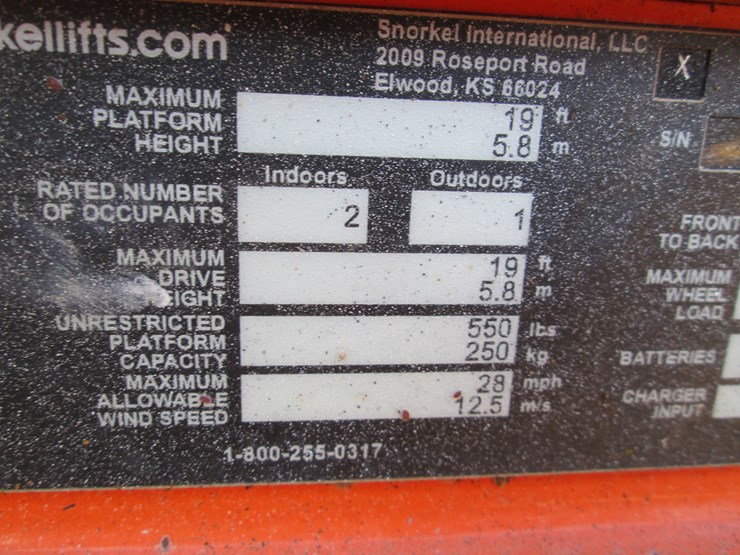 kellifts.com
Snorkel International, LLC
2009 Roseport Road
Elwood, KS 66024
X
MAXIMUM
PLATFORM
HEIGHT
19 ft
5.8 m
S/N
Indoors Outdoors
RATED NUMBER
OF OCCUPANTS
2 1
FRONT
TO BACK
MAXIMUM
DRIVE
EIGHT
19 ft
5.8 m
MAXIMUM
WHEEL
LOAD
UNRESTRICTED
PLATFORM
CAPACITY
550 lbs
250 kg
BATTERIES
MAXIMUM
ALLOWABLE
WIND SPEED
28 mph
12.5 m/s
CHARGER
INPUT
1-800-255-0317